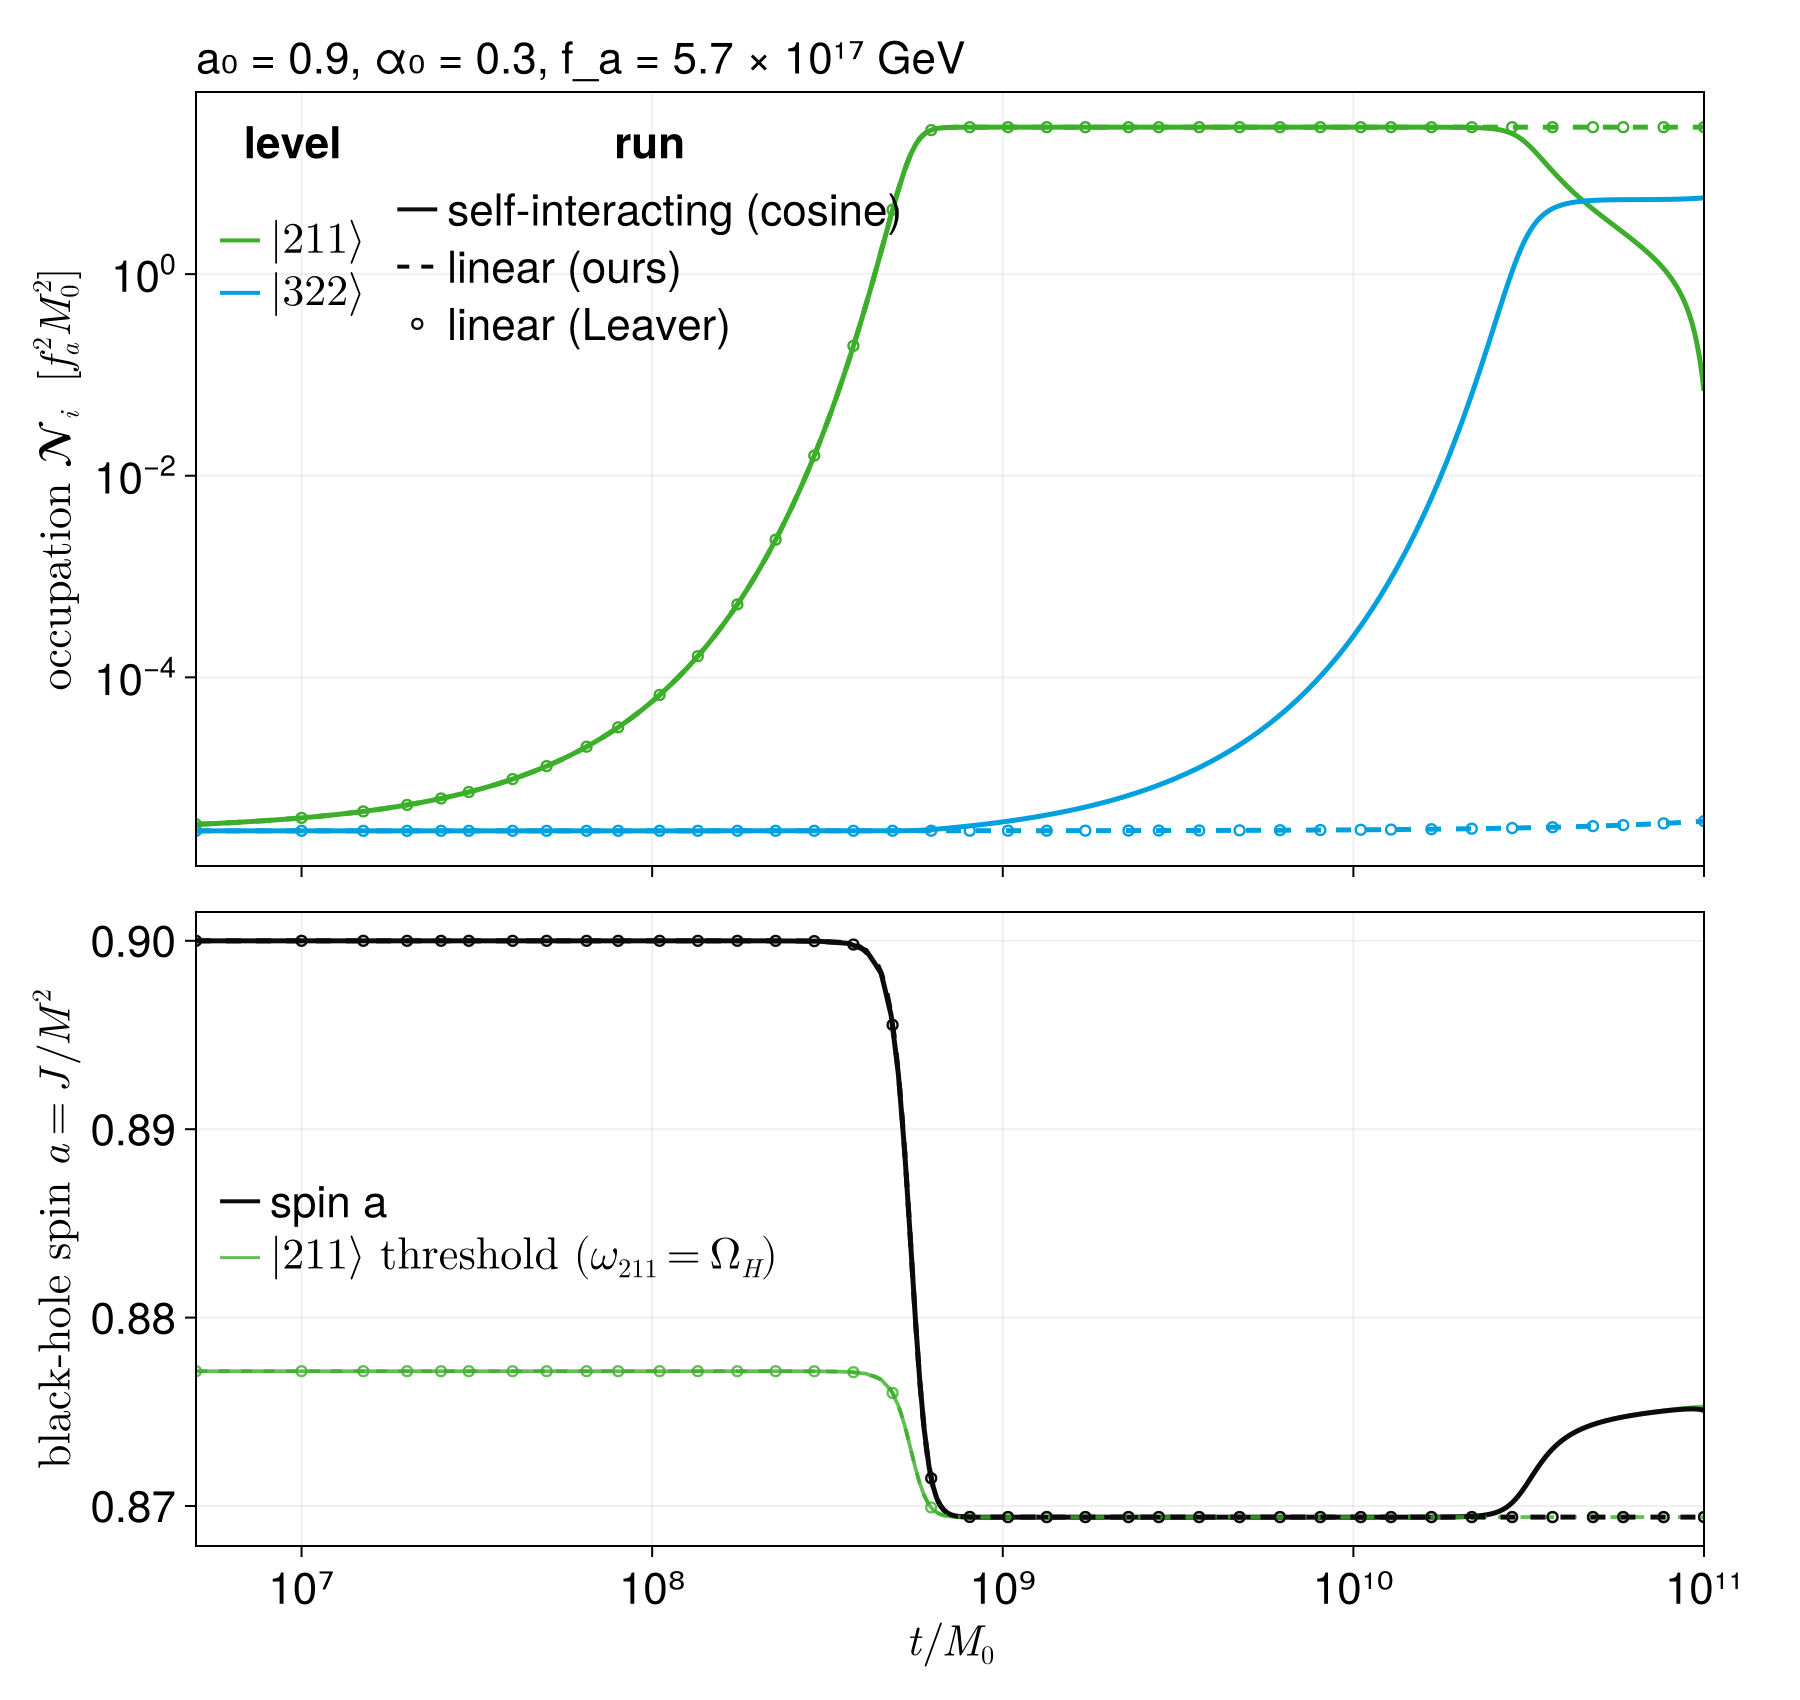 a₀ = 0.9, α₀ = 0.3, f_a = 5.7 × 10¹⁷ GeV
level
|211⟩
|322⟩
run
self-interacting (cosine)
linear (ours)
linear (Leaver)
occupation 𝓝ᵢ [f²ₐM²₀]
10⁰
10⁻²
10⁻⁴
black-hole spin a = J/M²
0.90
0.89
0.88
0.87
spin a
|211⟩ threshold (ω₂₁₁ = Ω_H)
10⁷
10⁸
10⁹
10¹⁰
10¹¹
t/M₀